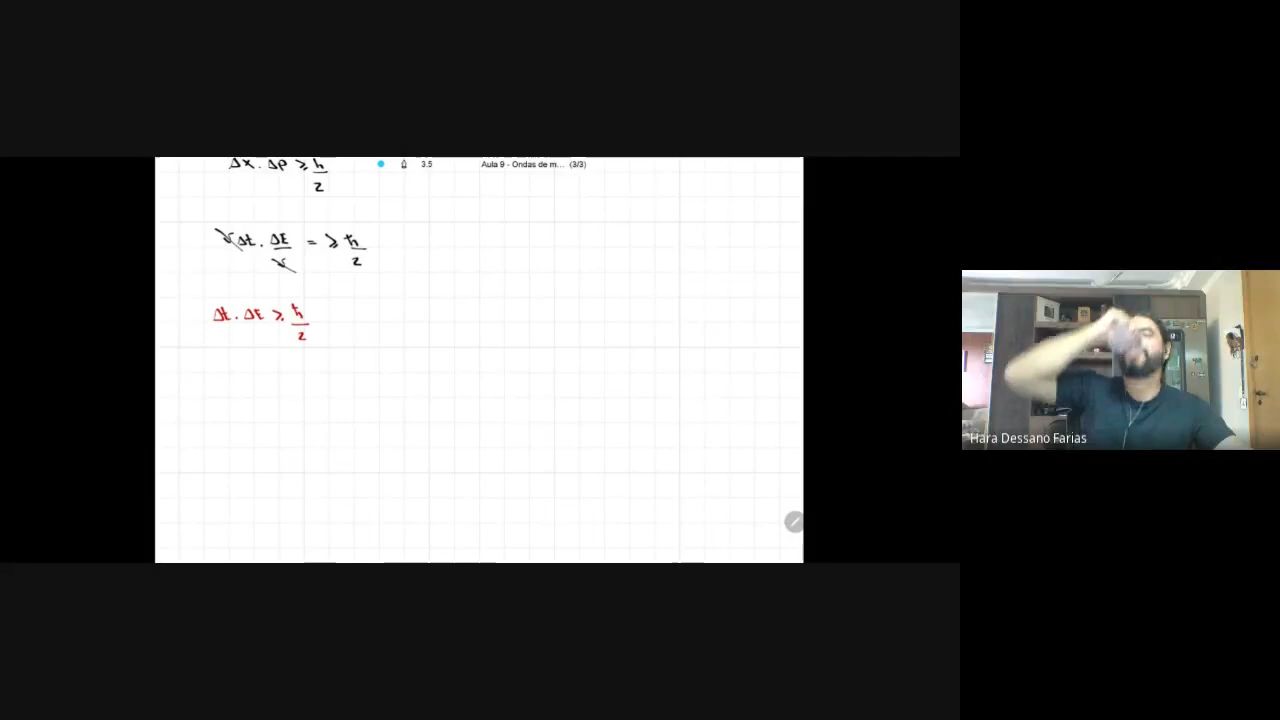 Δx . Δp ≥ ħ/2
3.5 Aula 9 - Ondas de m... (3/3)
vΔt . ΔE/v = ≥ ħ/2
Δt . ΔE ≥ ħ/2
Hara Dessano Farias